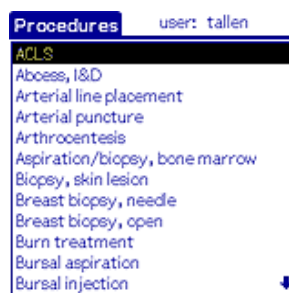 Procedures user: tallen
ACLS
Abcess, I&D
Arterial line placement
Arterial puncture
Arthrocentesis
Aspiration/biopsy, bone marrow
Biopsy, skin lesion
Breast biopsy, needle
Breast biopsy, open
Burn treatment
Bursal aspiration
Bursal injection